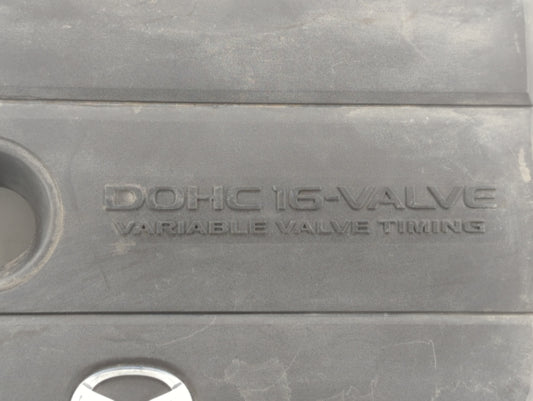 DOHC 16-VALVE
VARIABLE VALVE TIMING